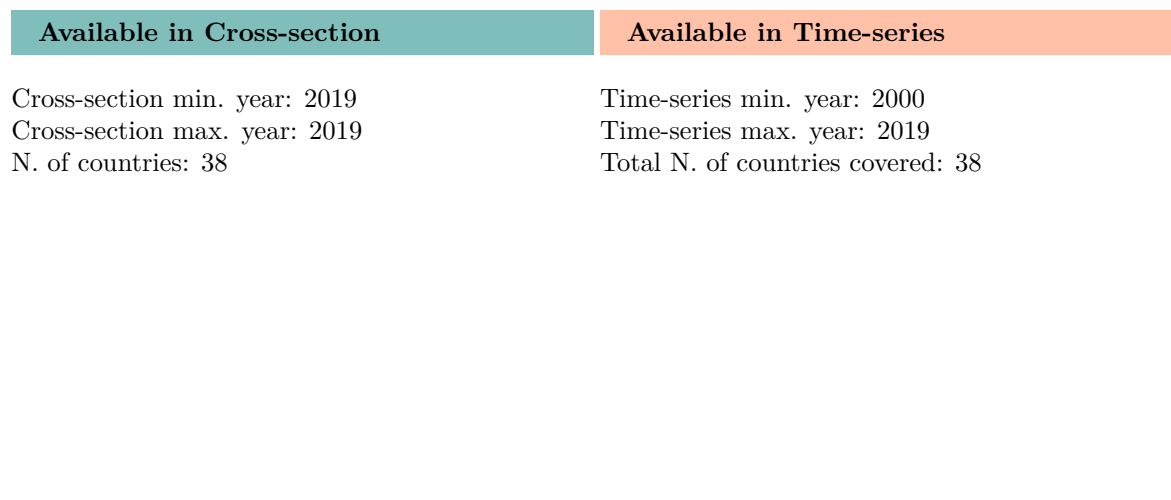 Available in Cross-section
Cross-section min. year: 2019
Cross-section max. year: 2019
N. of countries: 38
Available in Time-series
Time-series min. year: 2000
Time-series max. year: 2019
Total N. of countries covered: 38